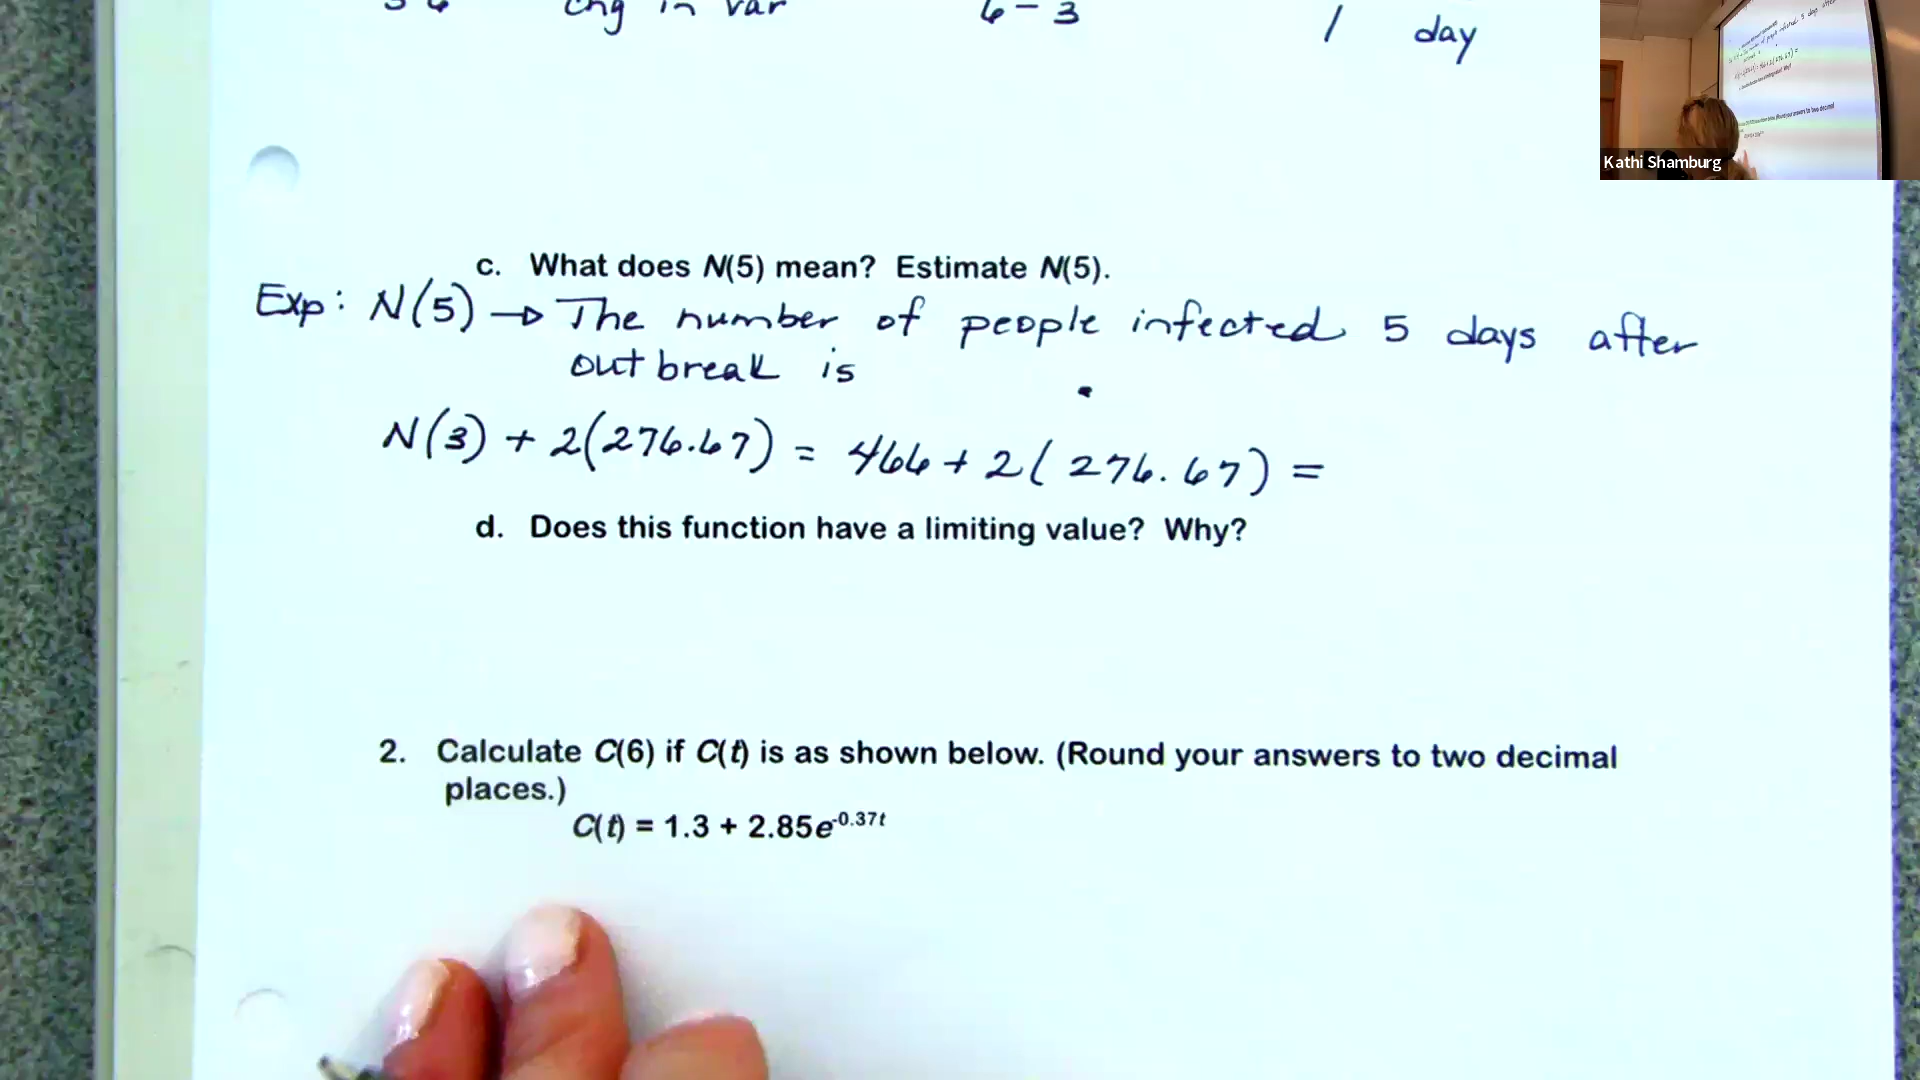 chg in var 6 - 3 1 day
c. What does N(5) mean? Estimate N(5).
Exp: N(5) → The number of people infected 5 days after
outbreak is
N(3) + 2(276.67) = 466 + 2(276.67) =
d. Does this function have a limiting value? Why?
2. Calculate C(6) if C(t) is as shown below. (Round your answers to two decimal
places.)
C(t) = 1.3 + 2.85e^-0.37t
Kathi Shamburg